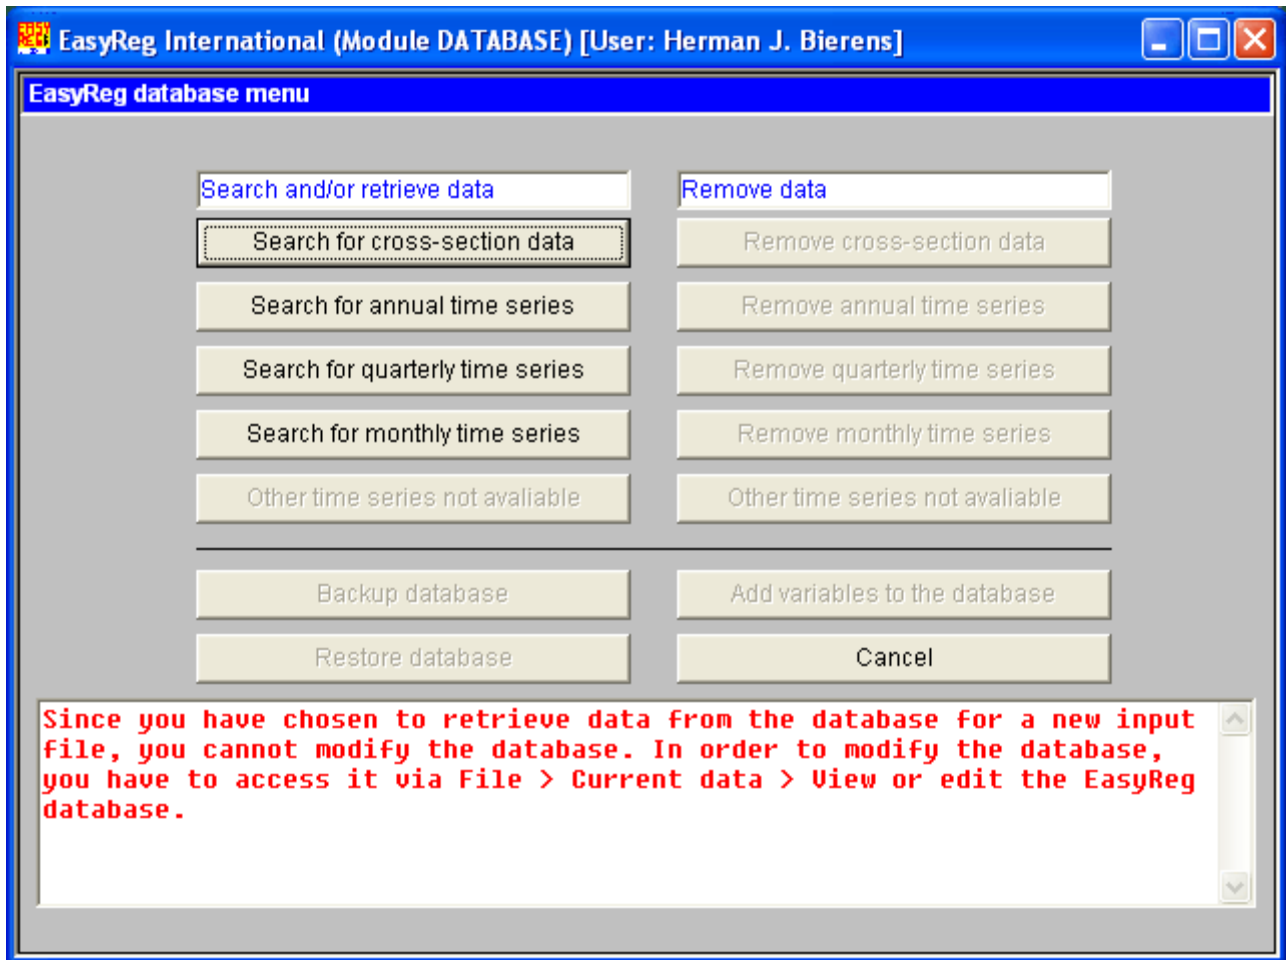 EasyReg International (Module DATABASE) [User: Herman J. Bierens]
EasyReg database menu
Search and/or retrieve data
Remove data
Search for cross-section data
Remove cross-section data
Search for annual time series
Remove annual time series
Search for quarterly time series
Remove quarterly time series
Search for monthly time series
Remove monthly time series
Other time series not avaliable
Other time series not avaliable
Backup database
Add variables to the database
Restore database
Cancel
Since you have chosen to retrieve data from the database for a new input
file, you cannot modify the database. In order to modify the database,
you have to access it via File > Current data > View or edit the EasyReg
database.